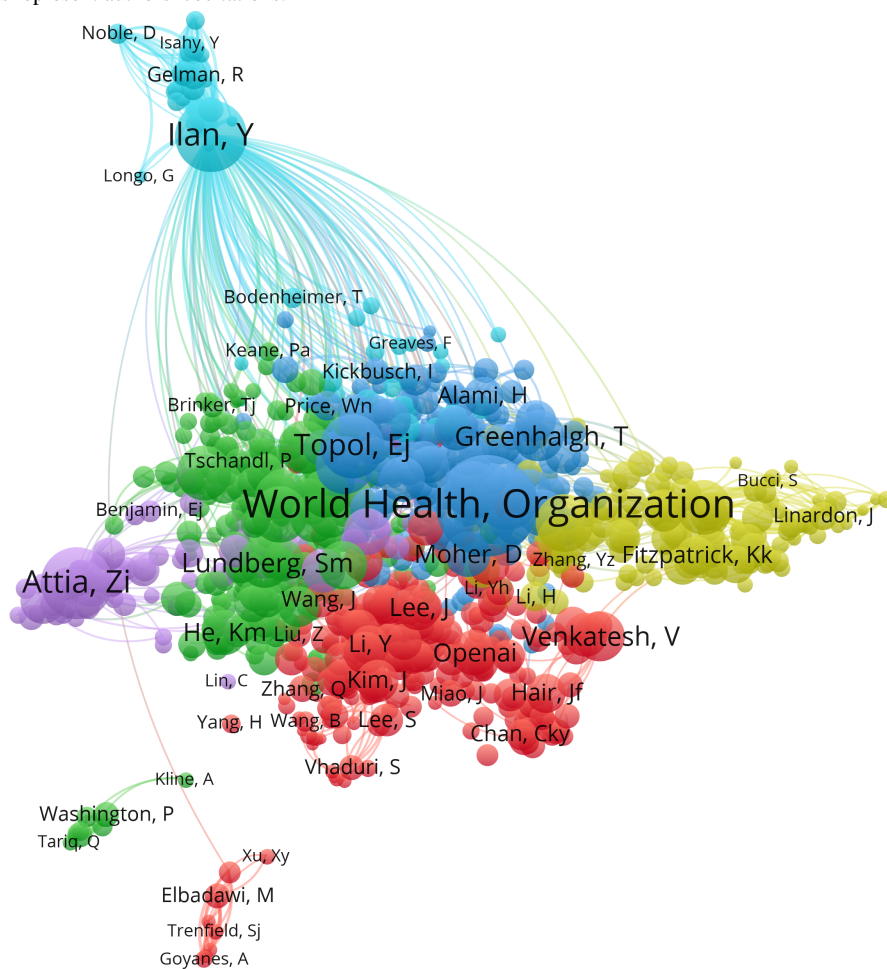 Noble, D
Isahy, Y
Gelman, R
Ilan, Y
Longo, G
Bodenheimer, T
Greaves, F
Keane, Pa
Kickbusch, I
Alami, H
Brinker, Tj
Price, Wn
Topol, Ej
Greenhalgh, T
Tschandl, P
Bucci, S
World Health, Organization
Benjamin, Ej
Linardon, J
Moher, D
Zhang, Yz
Fitzpatrick, Kk
Lundberg, Sm
Attia, Zi
Li, Yh
Li, H
Wang, J
Lee, J
He, Km
Liu, Z
Li, Y
Venkatesh, V
Openai
Lin, C
Zhang, Q
Kim, J
Miao, J
Hair, Jf
Yang, H
Wang, B
Lee, S
Chan, Cky
Vhaduri, S
Kline, A
Washington, P
Tariq, Q
Xu, Xy
Elbadawi, M
Trenfield, Sj
Goyanes, A